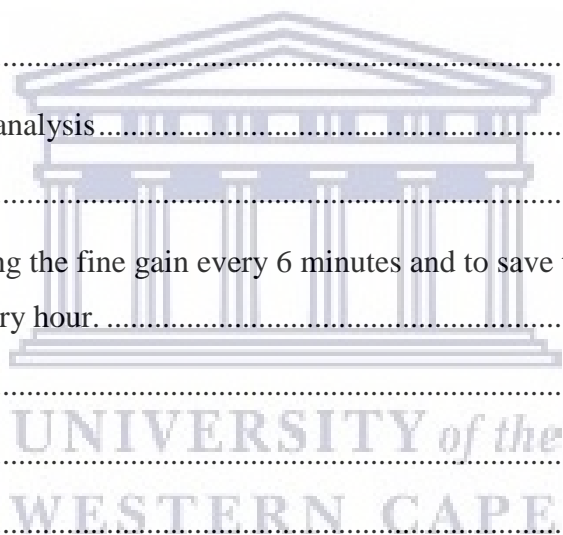 ................................................................
analysis................................................................
................................................................
ng the fine gain every 6 minutes and to save
ry hour. ................................................................
................................................................
UNIVERSITY of the
................................................................
WESTERN CAPE
................................................................